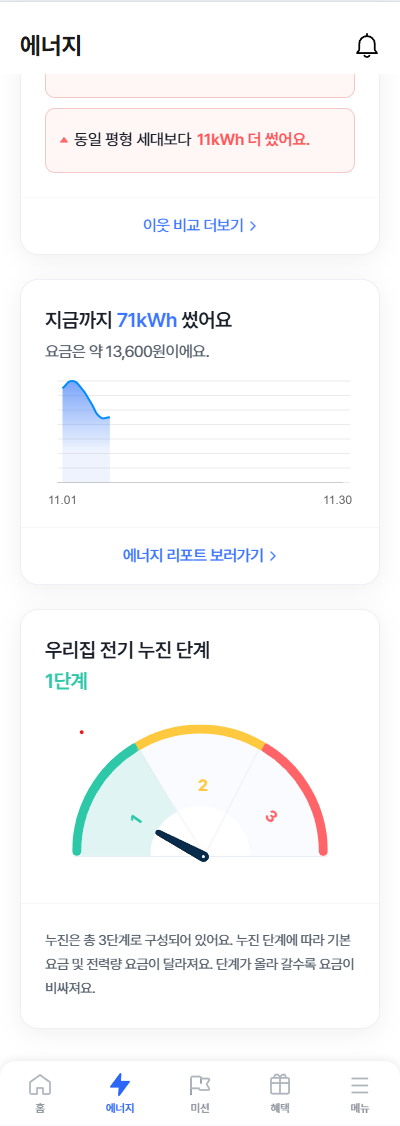 에너지
동일 평형 세대보다 11kWh 더 썼어요.
이웃 비교 더보기
지금까지 71kWh 썼어요
요금은 약 13,600원이에요.
11.01 11.30
에너지 리포트 보러가기
우리집 전기 누진 단계
1단계
1 2 3
누진은 총 3단계로 구성되어 있어요. 누진 단계에 따라 기본
요금 및 전력량 요금이 달라져요. 단계가 올라 갈수록 요금이
비싸져요.
홈 에너지 미션 혜택 메뉴